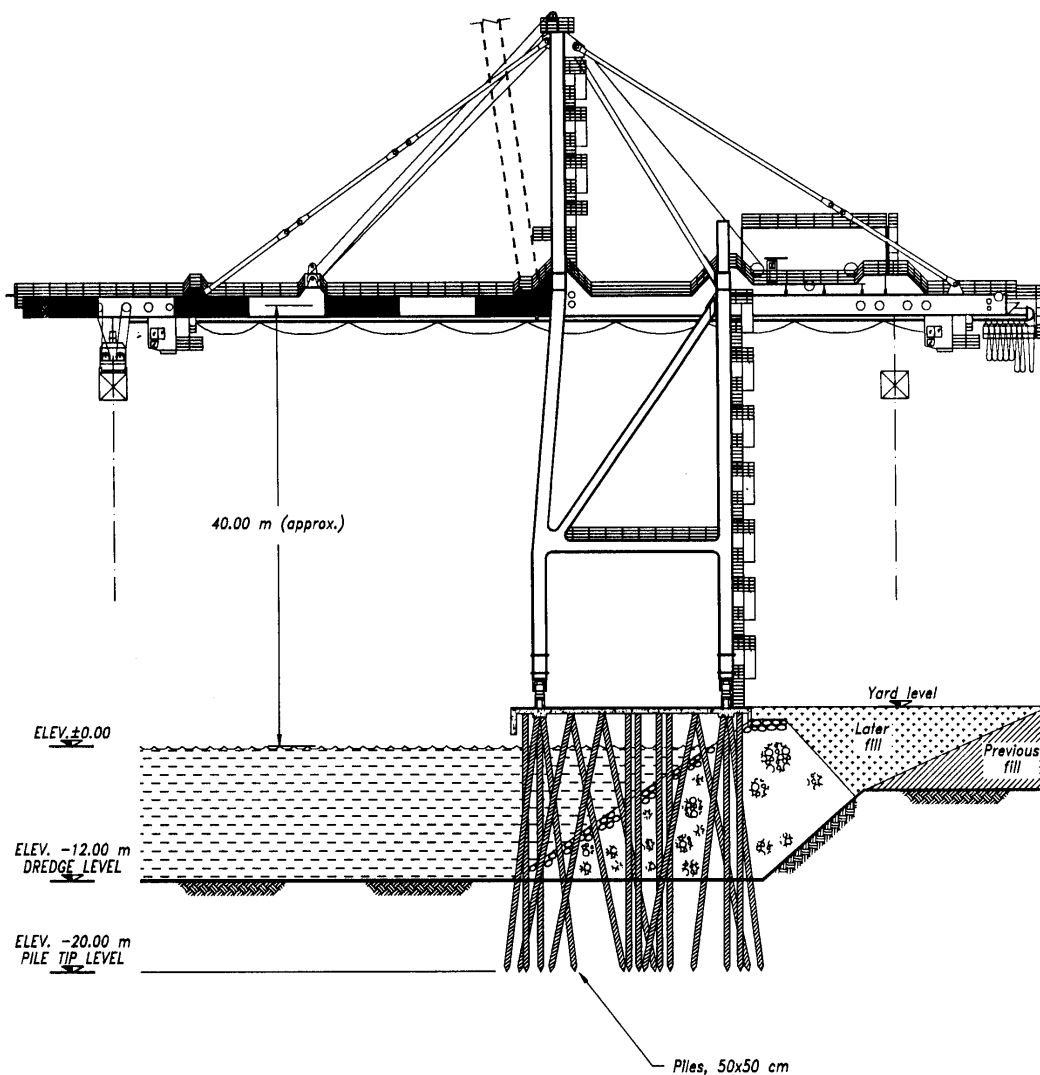 40.00 m (approx.)
Yard level
ELEV.±0.00
Later
fill
Previous
fill
ELEV. -12.00 m
DREDGE LEVEL
ELEV. -20.00 m
PILE TIP LEVEL
Piles, 50x50 cm